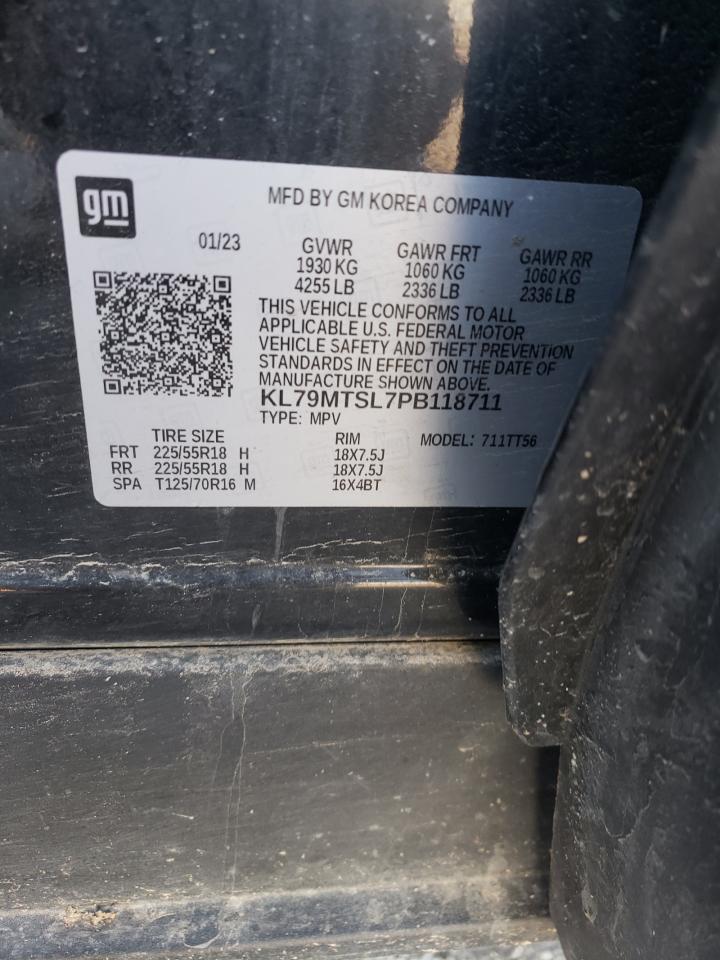 gm
MFD BY GM KOREA COMPANY
01/23 GVWR GAWR FRT GAWR RR
1930 KG 1060 KG 1060 KG
4255 LB 2336 LB 2336 LB
THIS VEHICLE CONFORMS TO ALL
APPLICABLE U.S. FEDERAL MOTOR
VEHICLE SAFETY AND THEFT PREVENTION
STANDARDS IN EFFECT ON THE DATE OF
MANUFACTURE SHOWN ABOVE.
KL79MTSL7PB118711
TYPE: MPV
TIRE SIZE RIM MODEL: 711TT56
FRT 225/55R18 H 18X7.5J
RR 225/55R18 H 18X7.5J
SPA T125/70R16 M 16X4BT